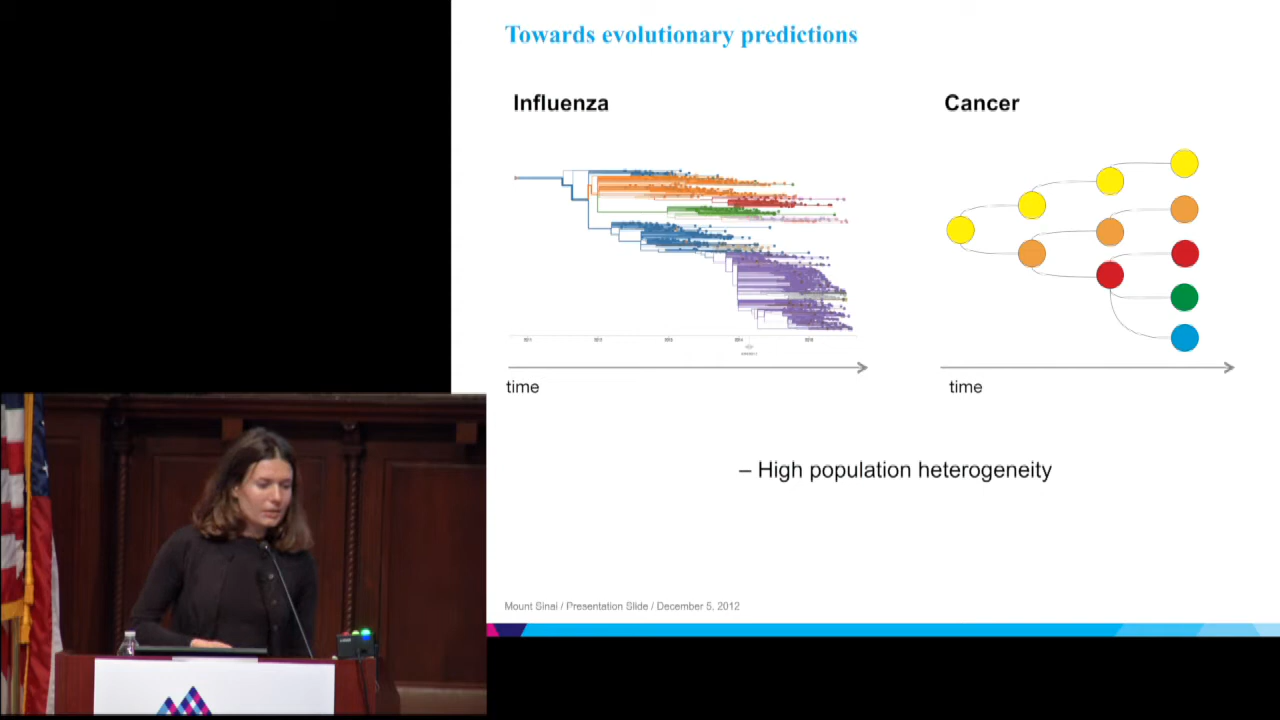 Towards evolutionary predictions
Influenza
Cancer
time
time
– High population heterogeneity
Mount Sinai / Presentation Slide / December 5, 2012